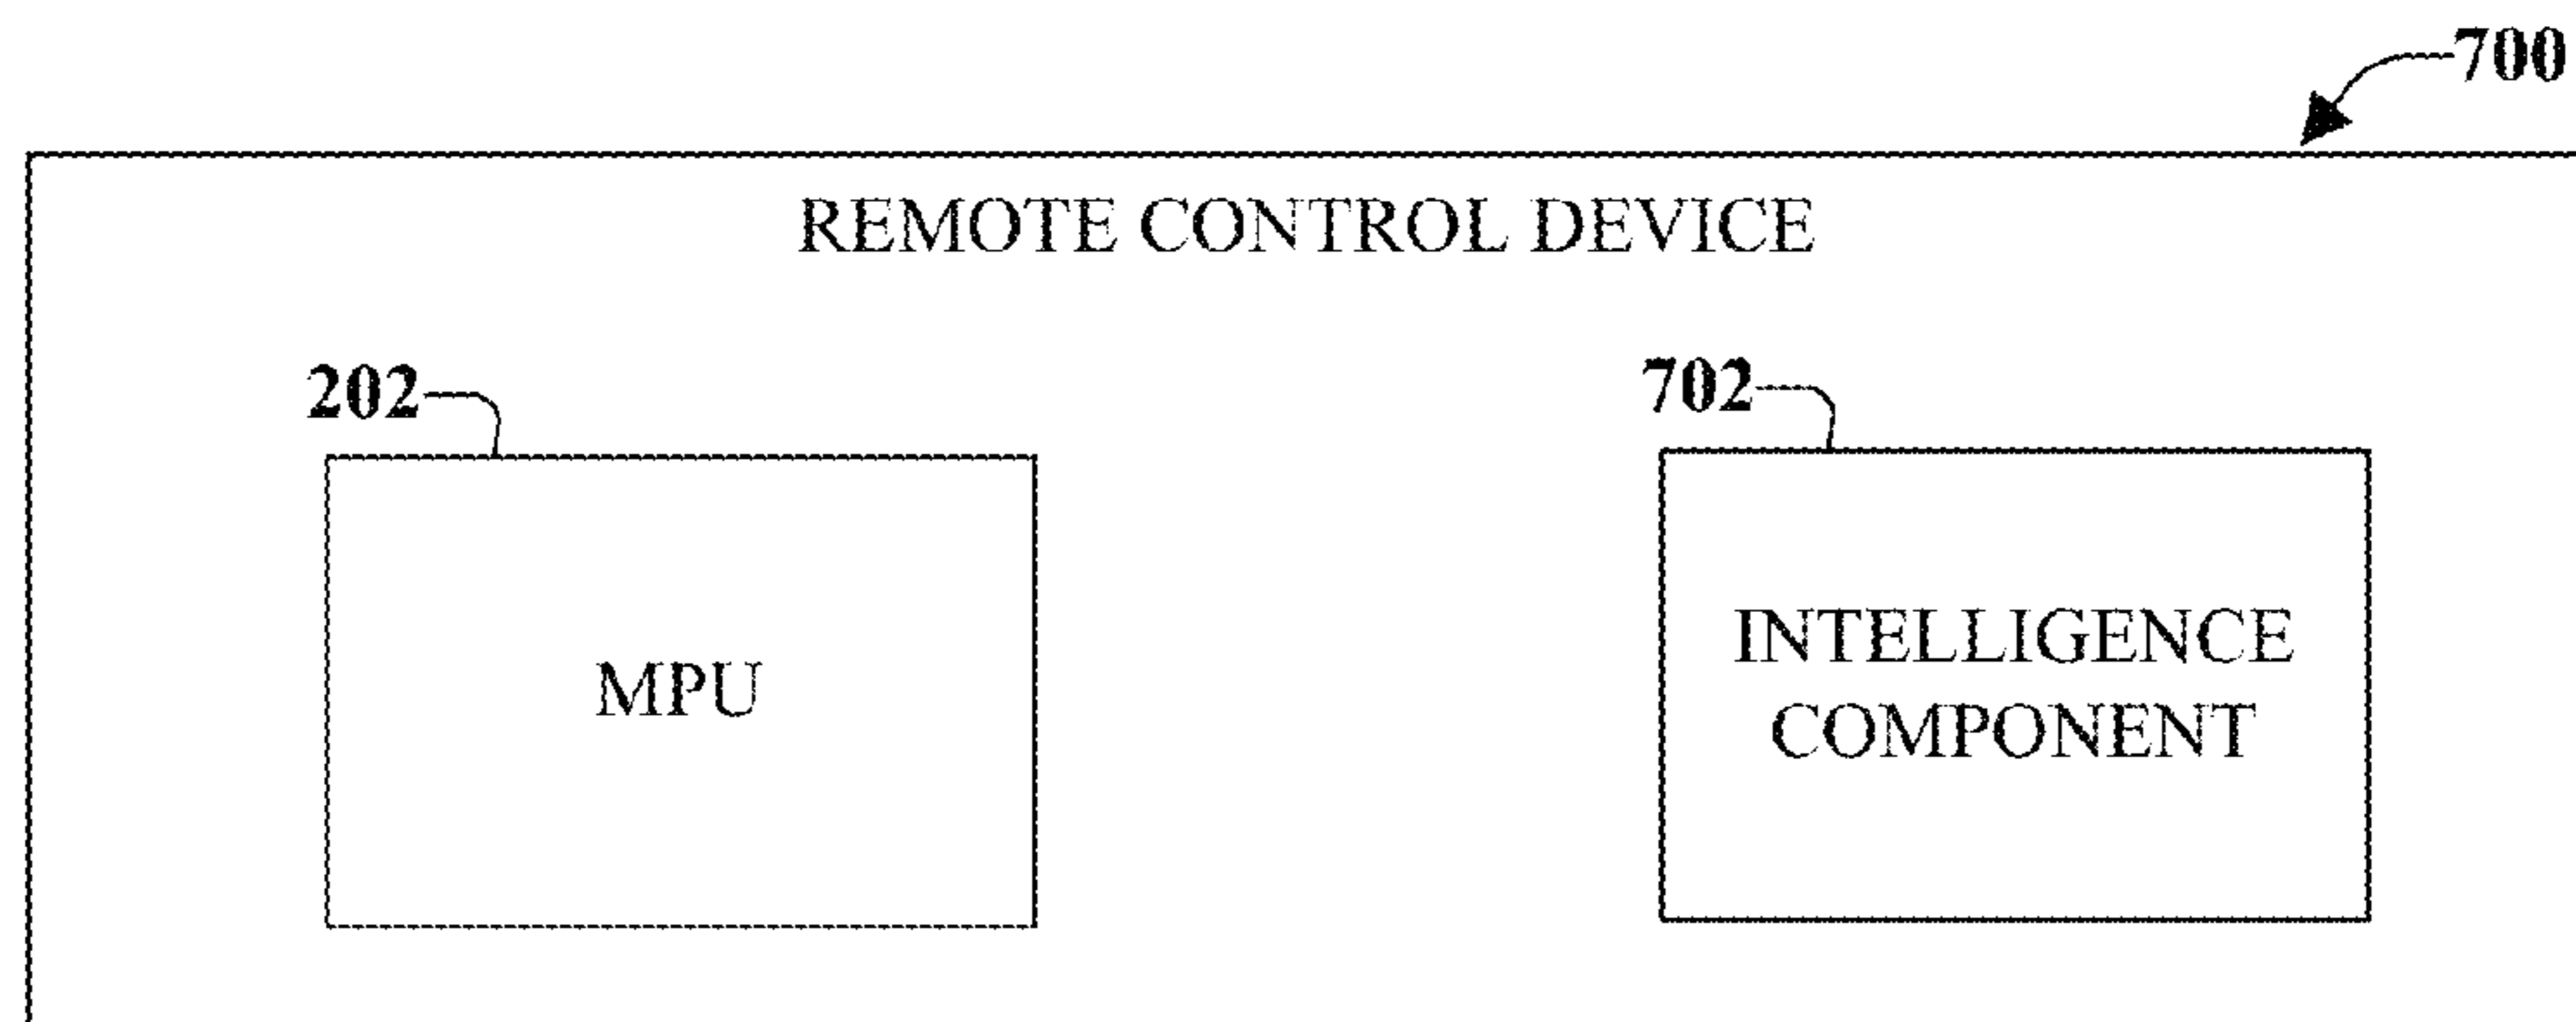 700
REMOTE CONTROL DEVICE
202
702
MPU
INTELLIGENCE
COMPONENT